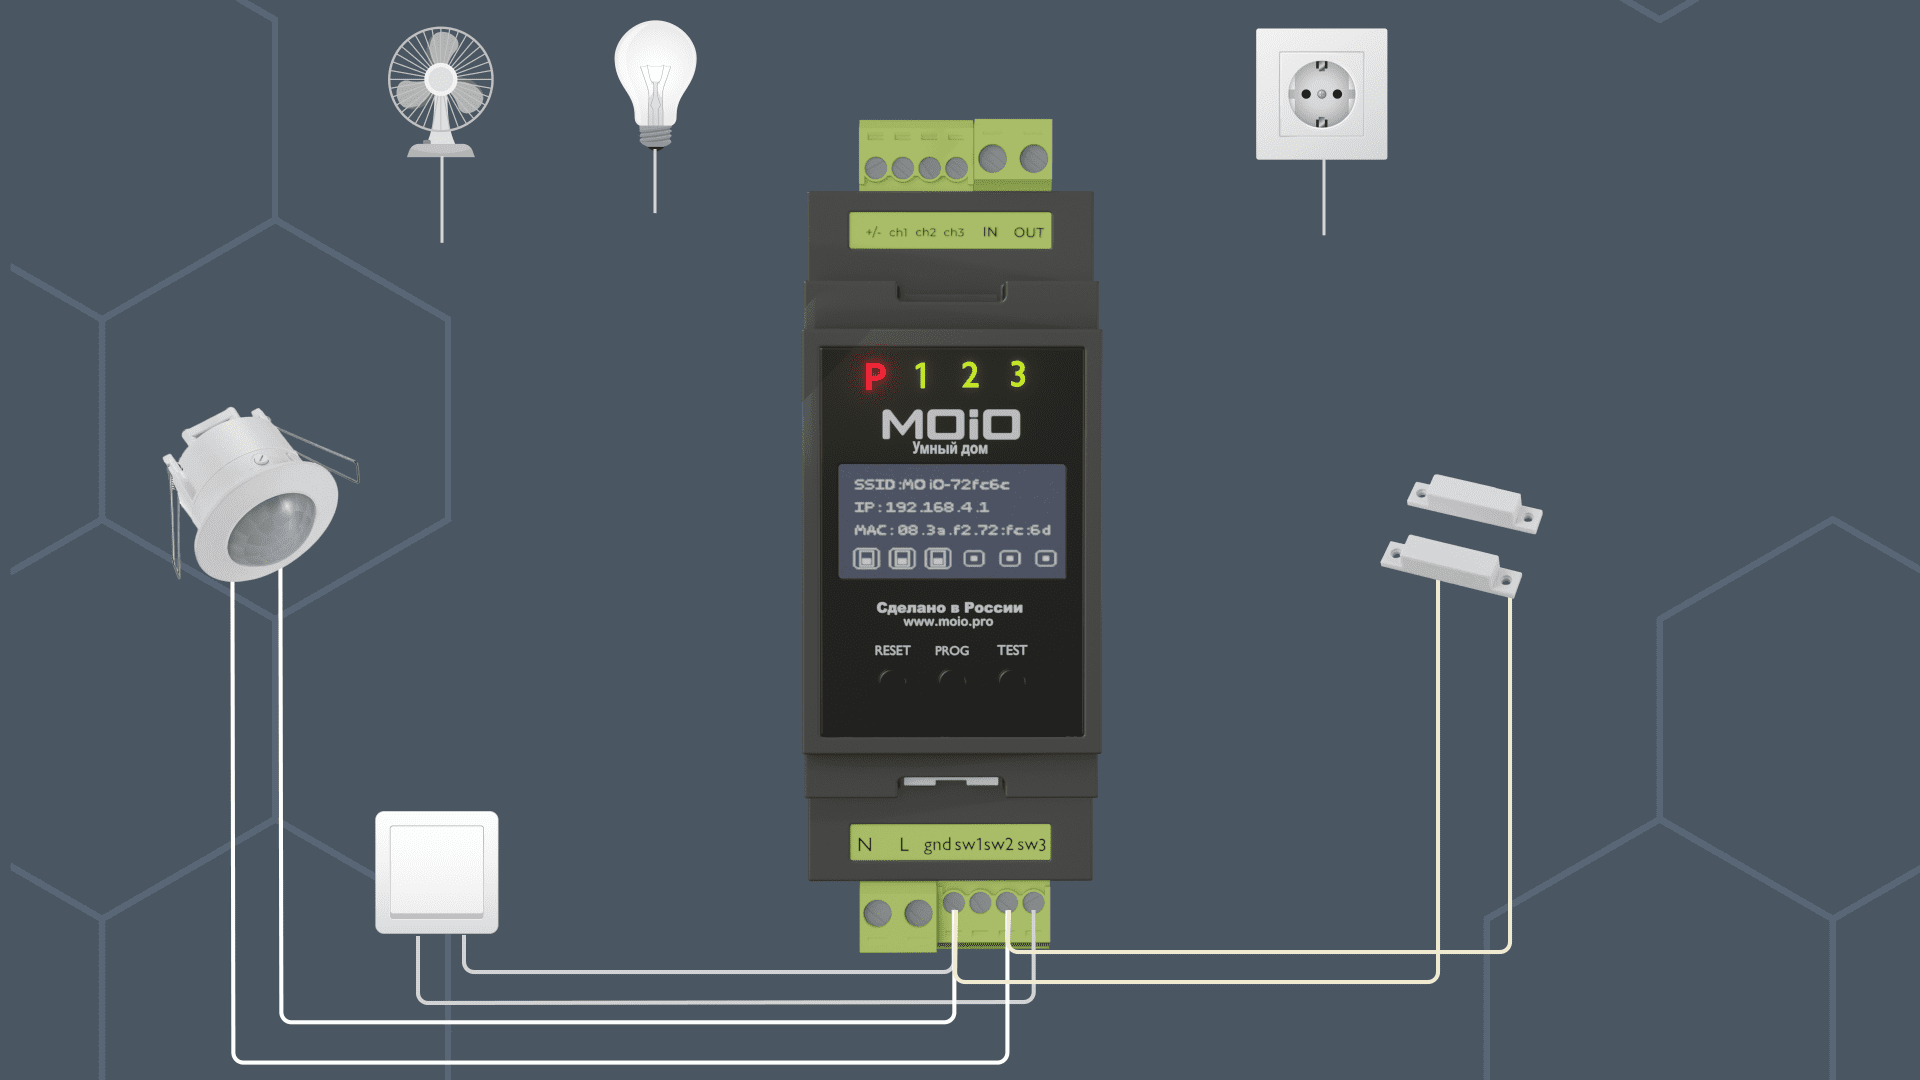 +/- ch1 ch2 ch3 IN OUT
P 1 2 3
MOiO
Умный дом
SSID:MOiO-72fc6c
IP:192.168.4.1
MAC:08.3a.f2.72:fc:6d
Сделано в России
www.moio.pro
RESET PROG TEST
N L gnd sw1 sw2 sw3